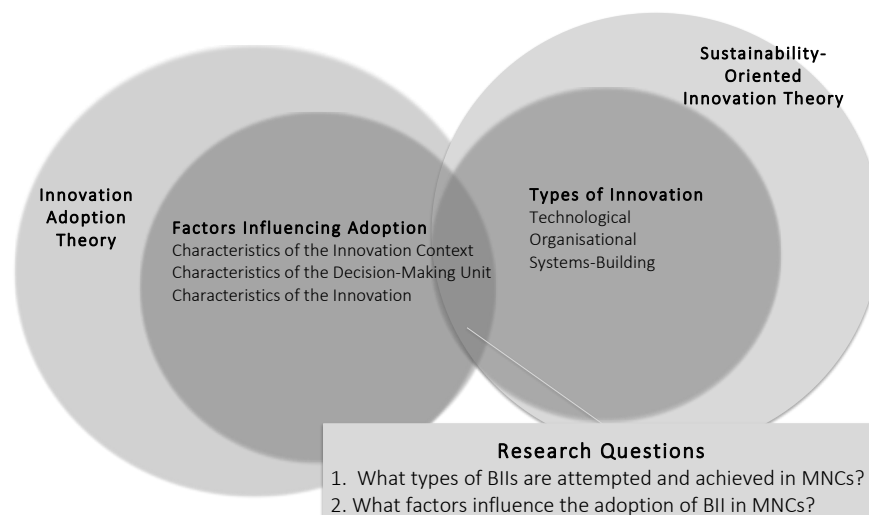 Sustainability-
Oriented
Innovation Theory
Innovation
Adoption
Theory
Factors Influencing Adoption
Characteristics of the Innovation Context
Characteristics of the Decision-Making Unit
Characteristics of the Innovation
Types of Innovation
Technological
Organisational
Systems-Building
Research Questions
1. What types of BIIs are attempted and achieved in MNCs?
2. What factors influence the adoption of BII in MNCs?